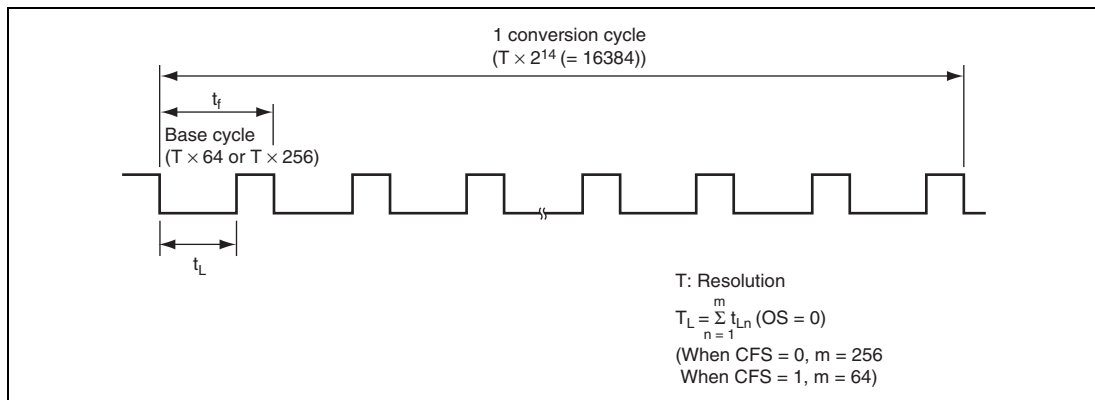 1 conversion cycle
(T × 2¹⁴ (= 16384))
t_f
Base cycle
(T × 64 or T × 256)
t_L
T: Resolution
m
T_L = Σ t_Ln (OS = 0)
n = 1
(When CFS = 0, m = 256
When CFS = 1, m = 64)